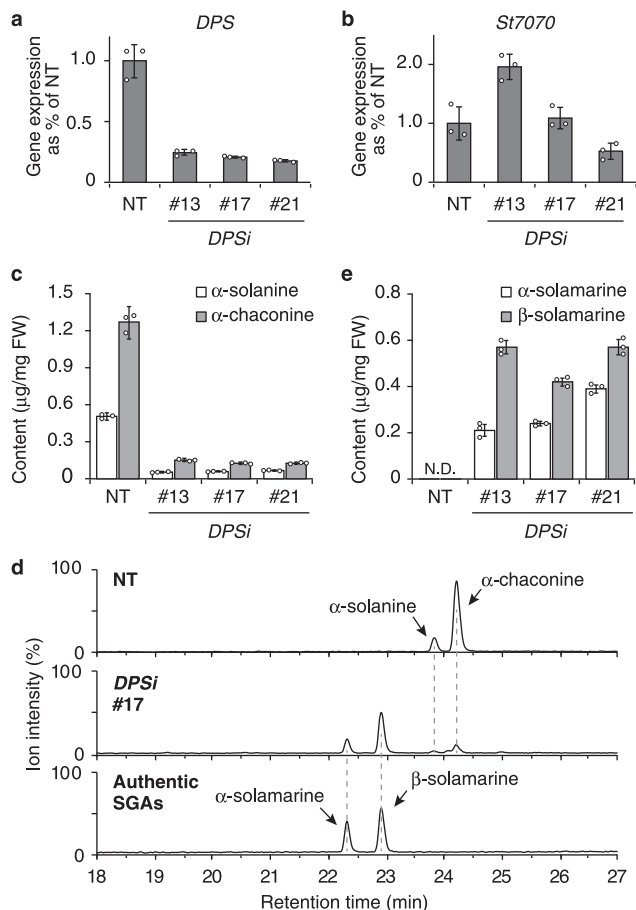 a
DPS
Gene expression
as % of NT
1.0
0.5
0
NT
#13
#17
#21
DPSi
b
St7070
Gene expression
as % of NT
2.0
1.0
0
NT
#13
#17
#21
DPSi
c
α-solanine
α-chaconine
Content (μg/mg FW)
1.5
1.2
0.9
0.6
0.3
0
NT
#13
#17
#21
DPSi
e
α-solamarine
β-solamarine
Content (μg/mg FW)
0.8
0.6
0.4
0.2
0
N.D.
NT
#13
#17
#21
DPSi
d
Ion intensity (%)
100
0
NT
α-solanine
α-chaconine
100
0
DPSi
#17
100
0
Authentic
SGAs
α-solamarine
β-solamarine
18 19 20 21 22 23 24 25 26 27
Retention time (min)